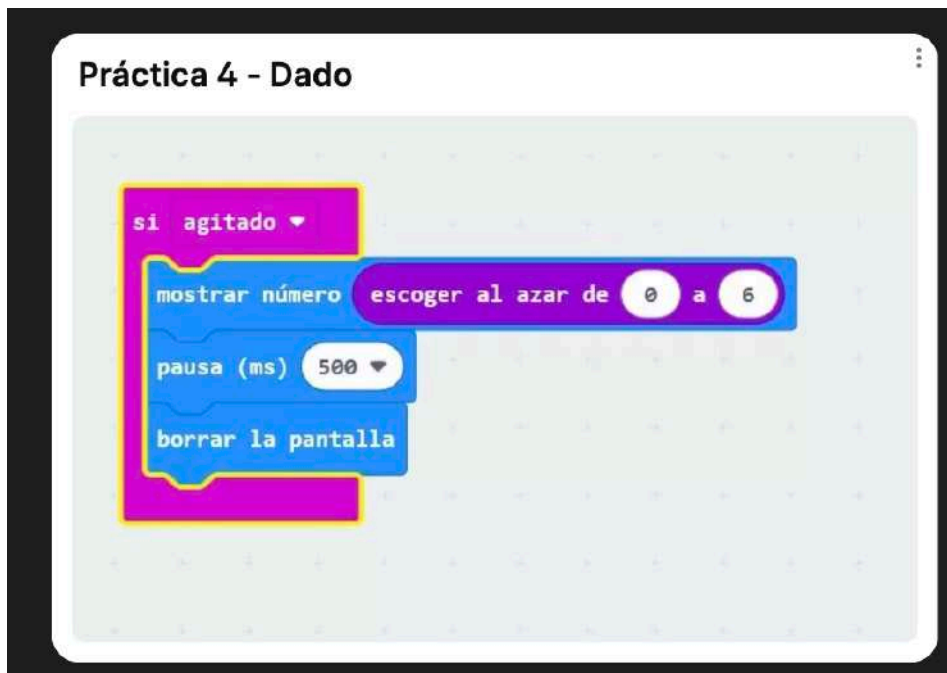 Práctica 4 - Dado
si agitado
mostrar número escoger al azar de 0 a 6
pausa (ms) 500
borrar la pantalla